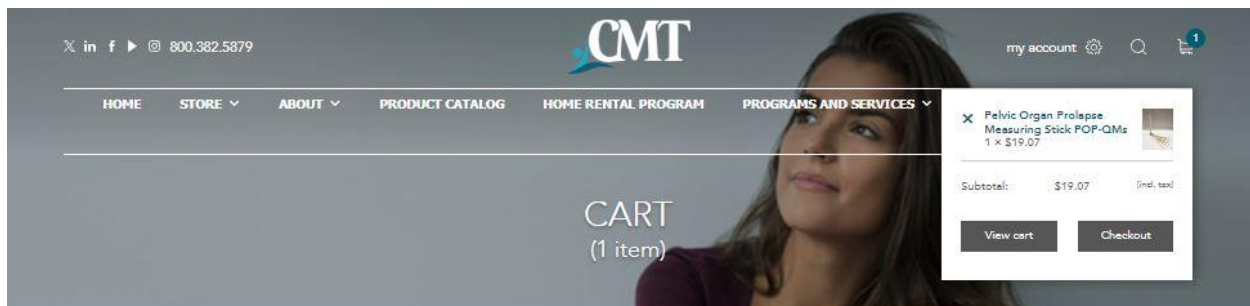 in f 800.382.5879
CMT
my account
1
HOME STORE ABOUT PRODUCT CATALOG HOME RENTAL PROGRAM PROGRAMS AND SERVICES
Pelvic Organ Prolapse
Measuring Stick POP-QMs
1 × $19.07
Subtotal: $19.07 (incl. tax)
View cart Checkout
CART
(1 item)